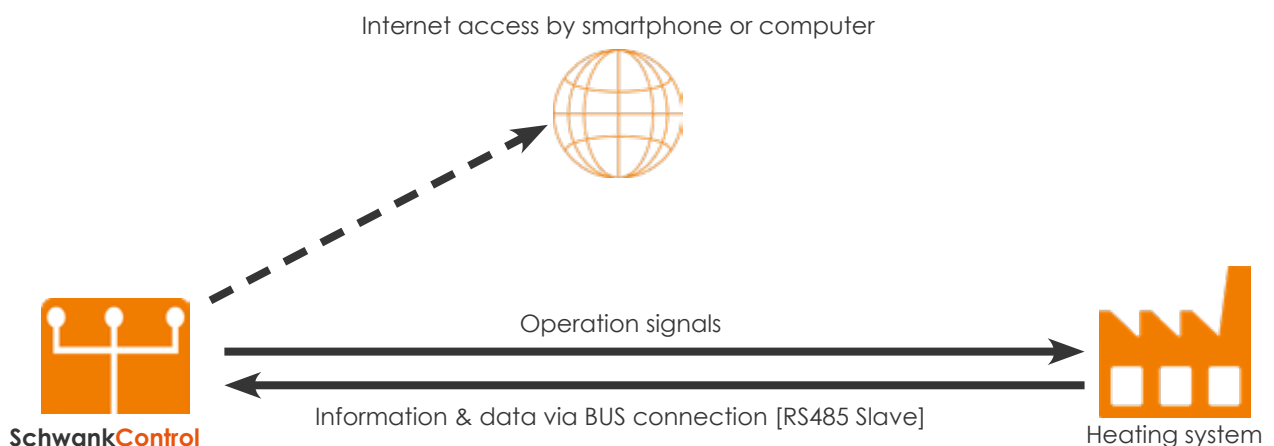 Internet access by smartphone or computer
Operation signals
Information & data via BUS connection [RS485 Slave]
SchwankControl
Heating system